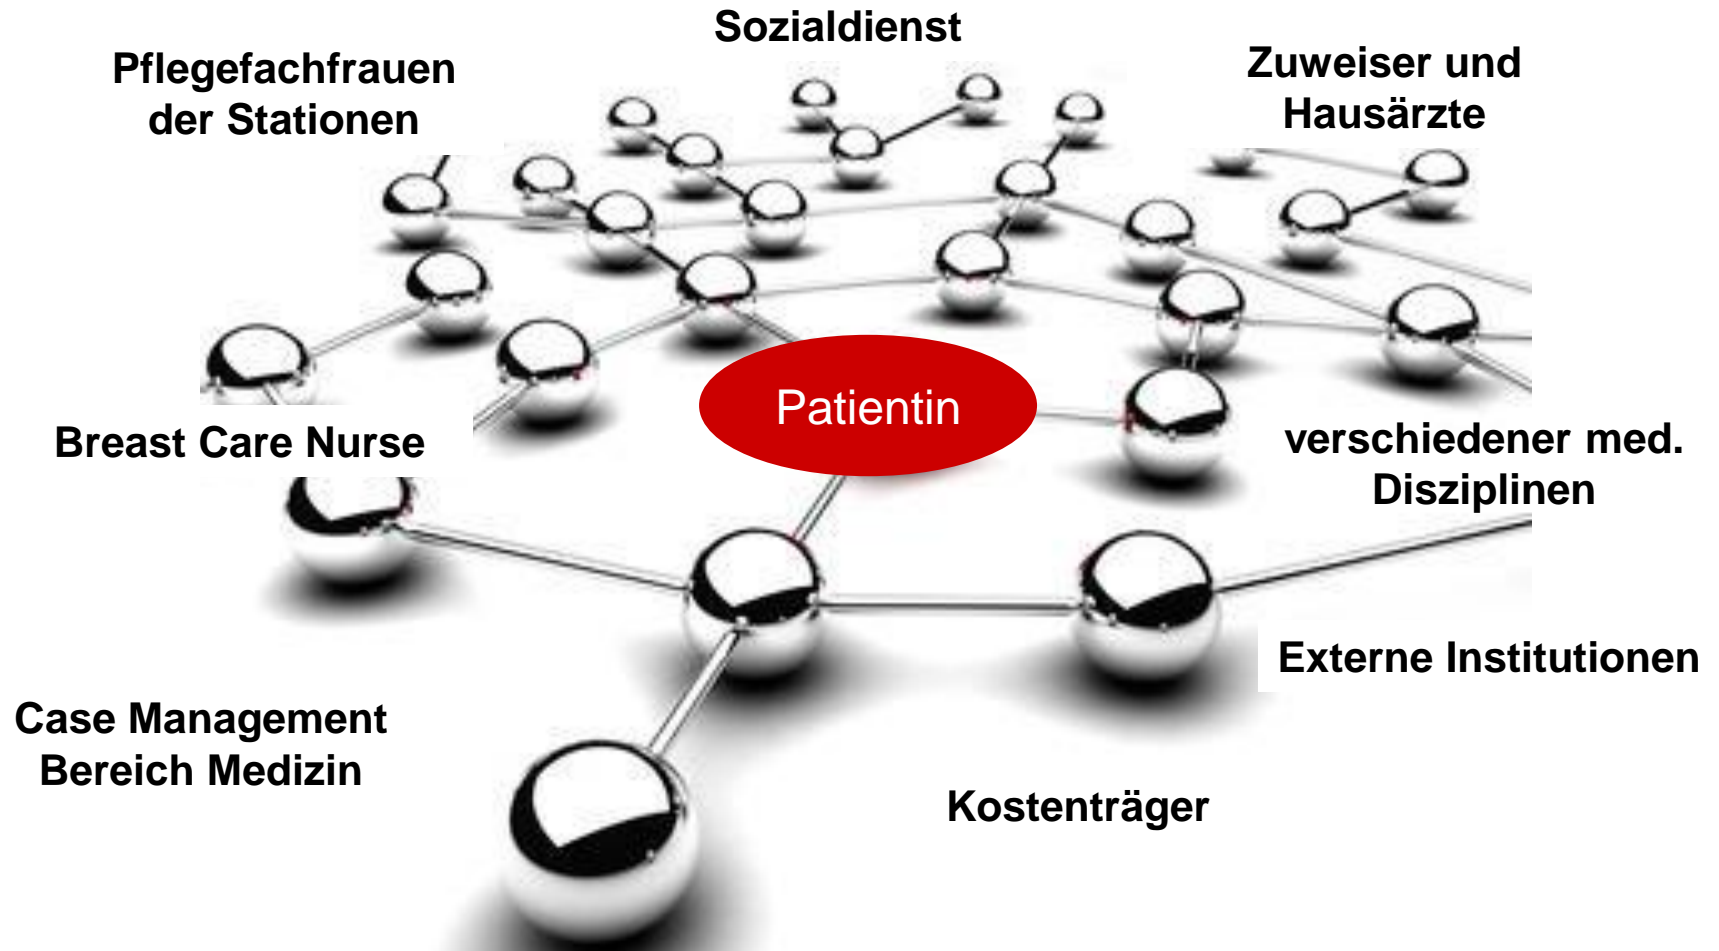 Sozialdienst
Pflegefachfrauen
der Stationen
Zuweiser und
Hausärzte
Patientin
Breast Care Nurse
verschiedener med.
Disziplinen
Externe Institutionen
Case Management
Bereich Medizin
Kostenträger